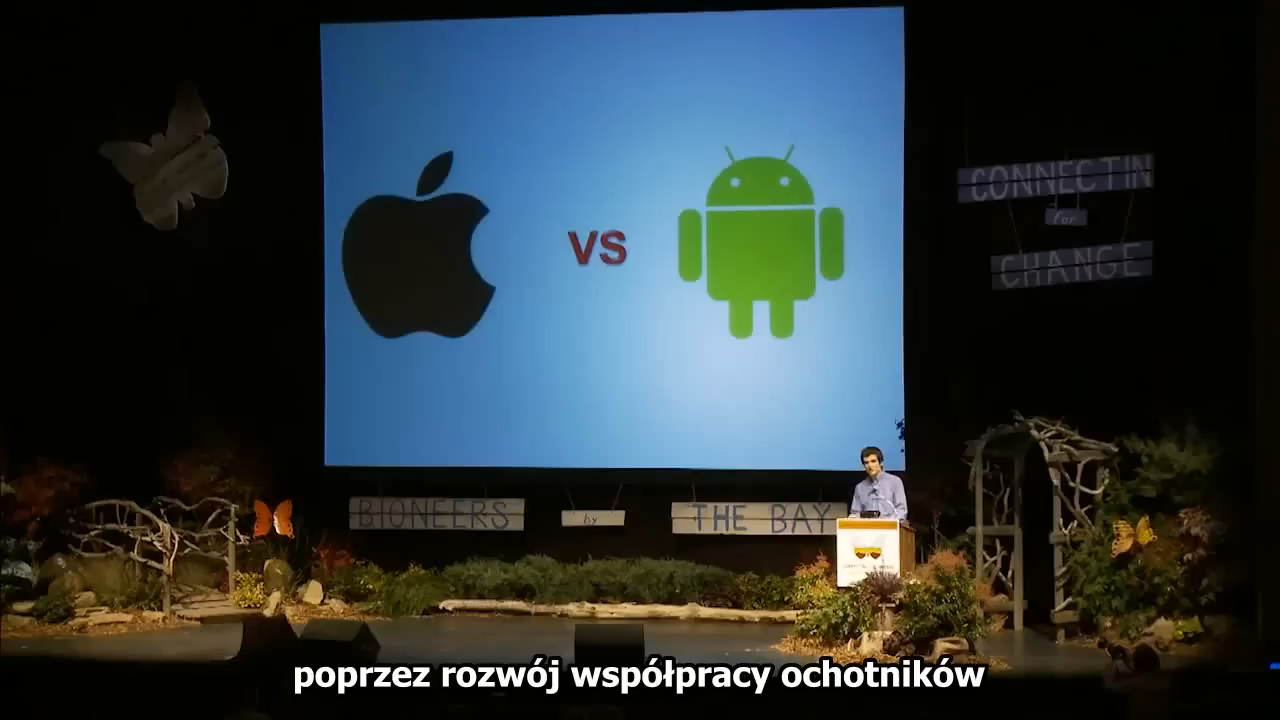 VS
CONNECTIN
for
CHANGE
BIONEERS
by
THE BAY
poprzez rozwój współpracy ochotników